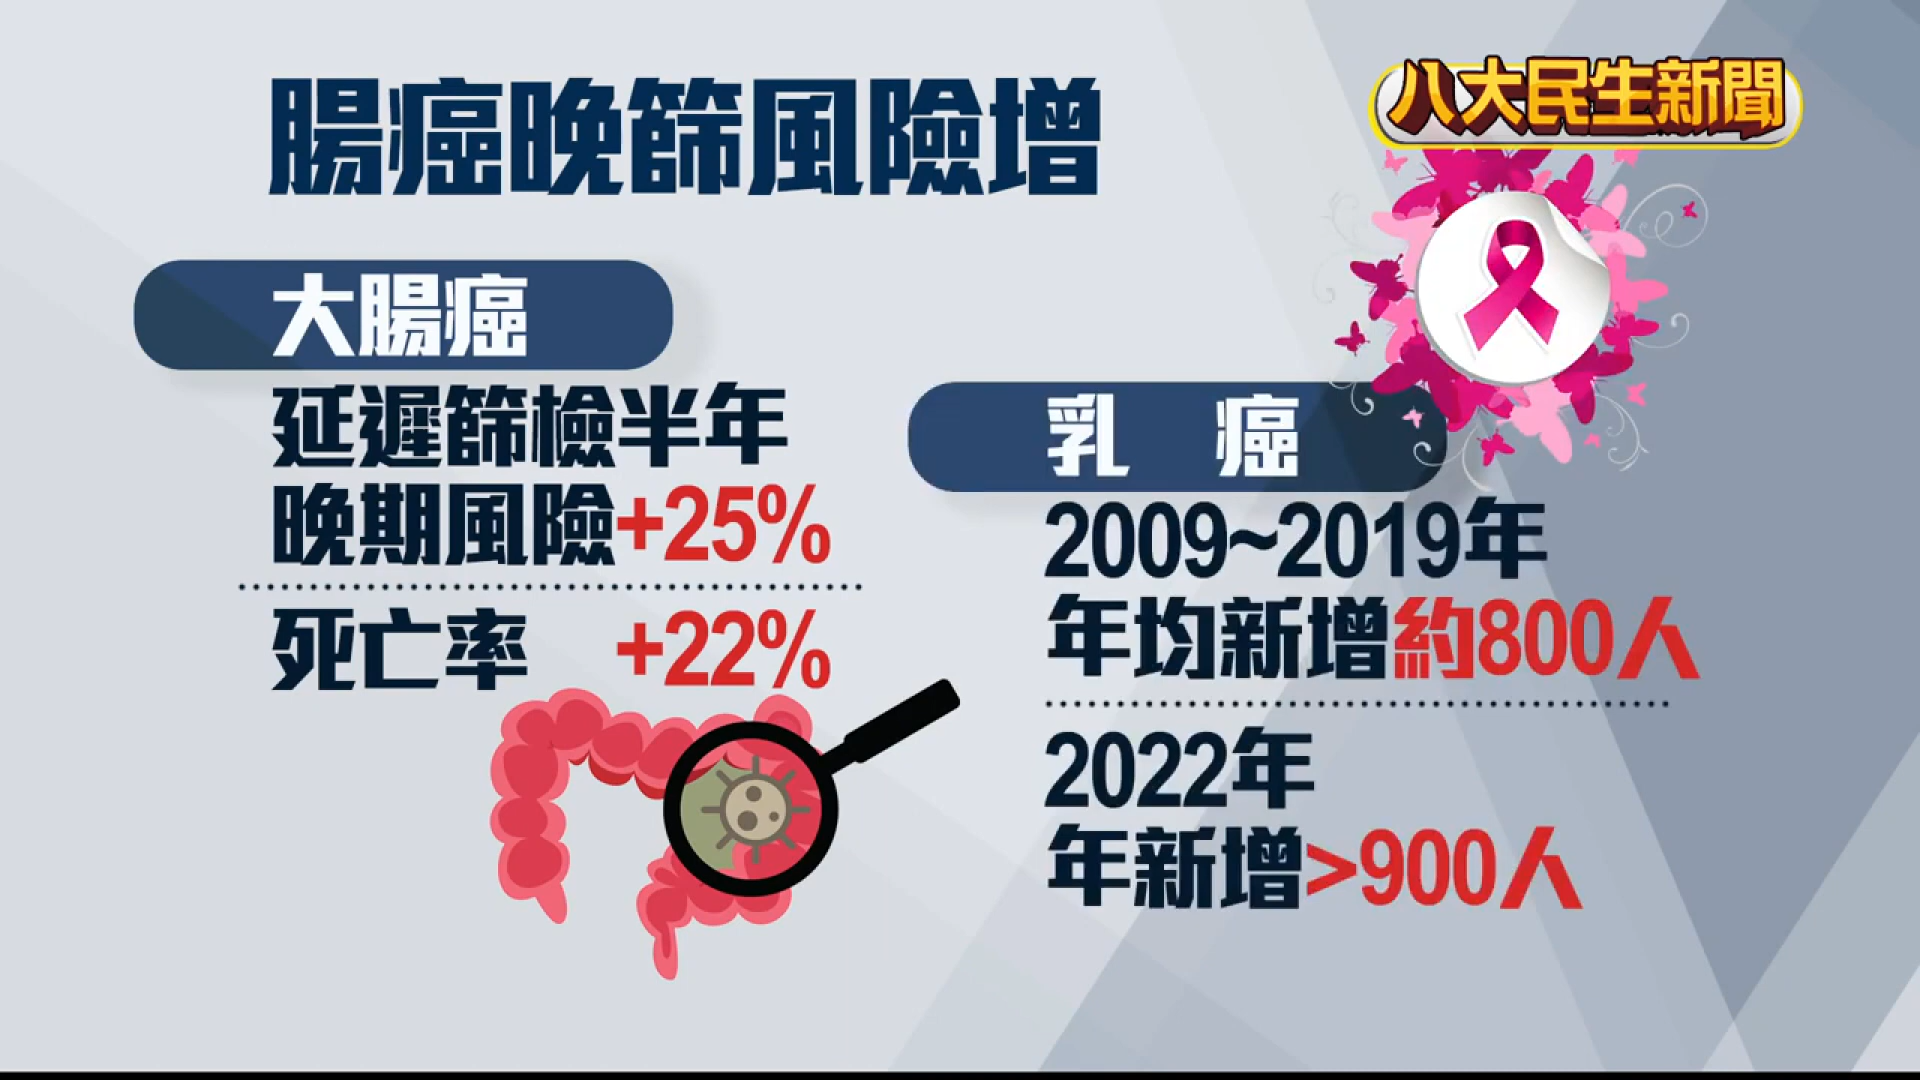 腸癌晚篩風險增
八大民生新聞
大腸癌
延遲篩檢半年
晚期風險+25%
死亡率 +22%
乳 癌
2009~2019年
年均新增約800人
2022年
年新增>900人